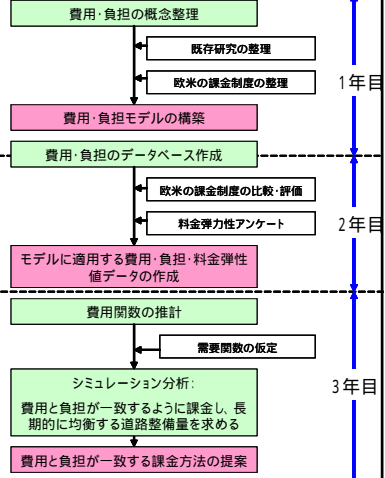 費用･負担の概念整理
既存研究の整理
欧米の課金制度の整理
1年目
費用･負担モデルの構築
費用･負担のデータベース作成
欧米の課金制度の比較･評価
料金弾力性アンケート
2年目
モデルに適用する費用･負担･料金弾性
値データの作成
費用関数の推計
需要関数の仮定
シミュレーション分析:
費用と負担が一致するように課金し、長
期的に均衡する道路整備量を求める
3年目
費用と負担が一致する課金方法の提案